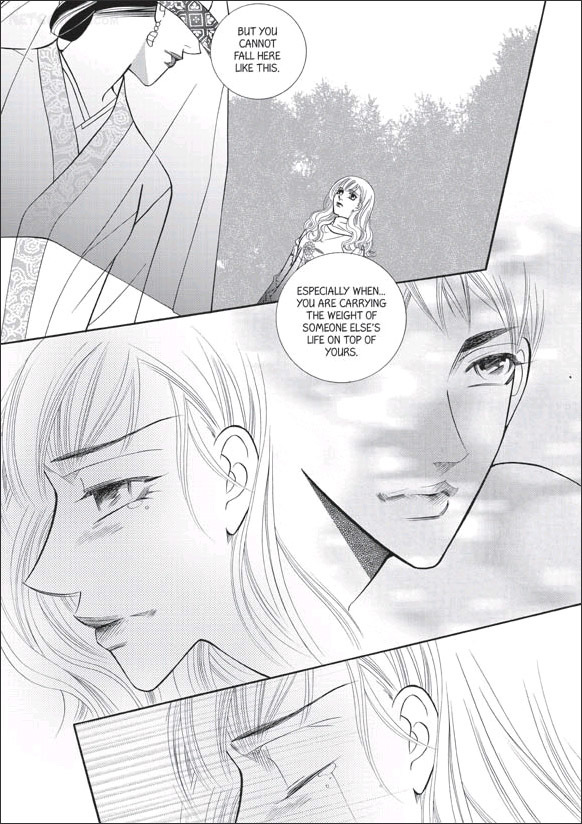 BUT YOU
CANNOT
FALL HERE
LIKE THIS.
ESPECIALLY WHEN...
YOU ARE CARRYING
THE WEIGHT OF
SOMEONE ELSE'S
LIFE ON TOP OF
YOURS.